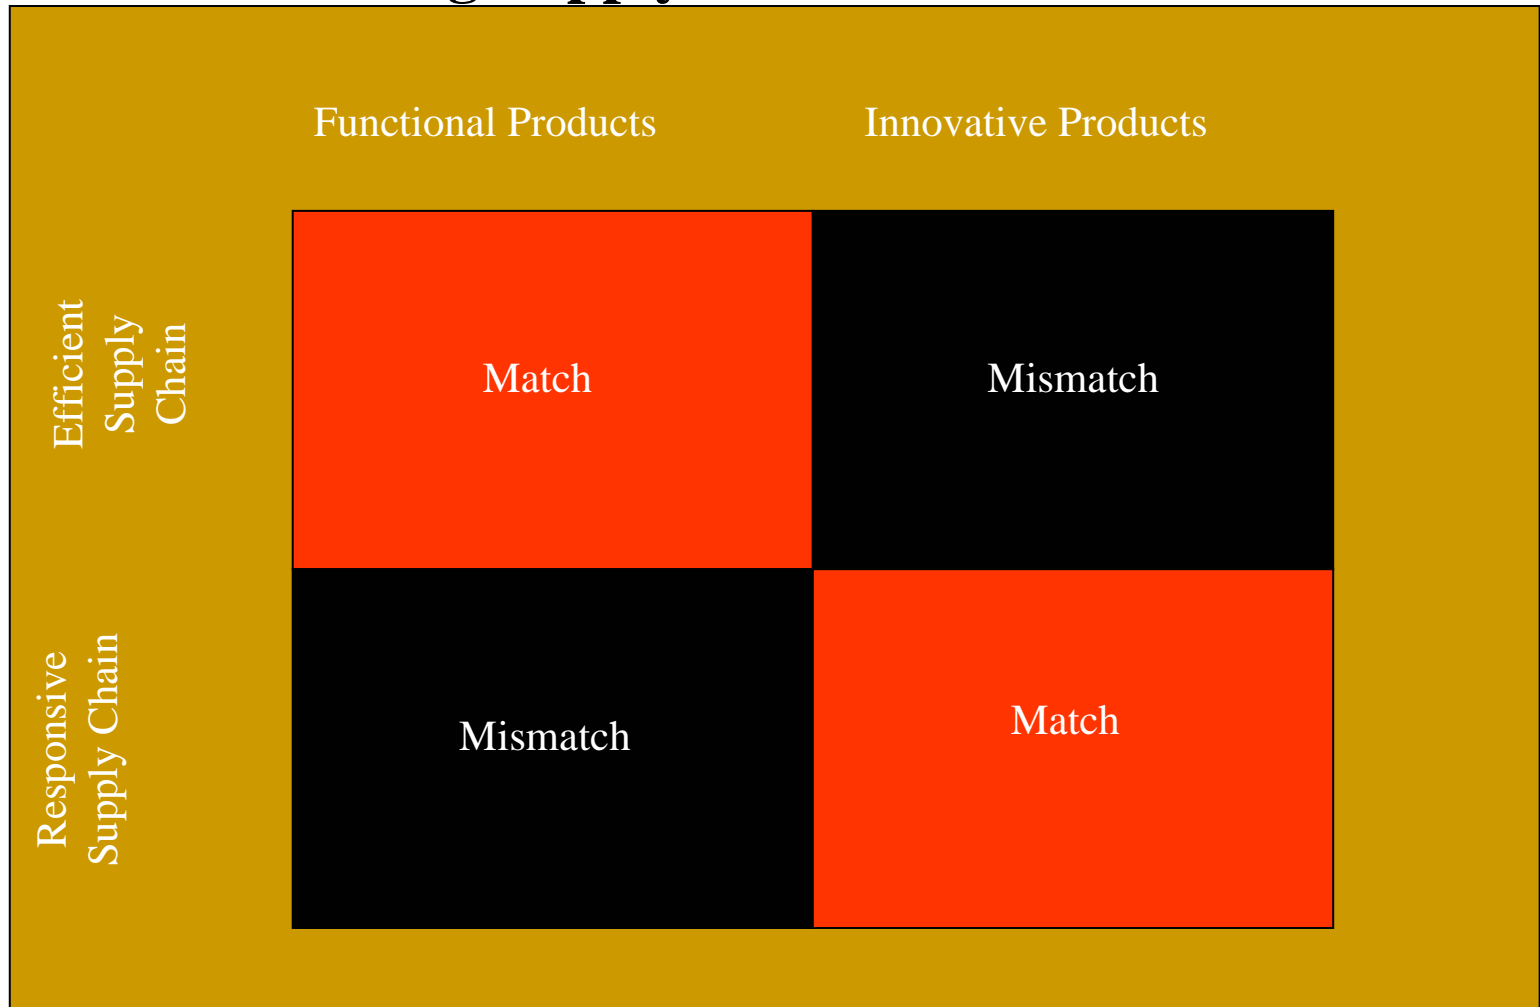 Functional Products
Innovative Products
Efficient
Supply
Chain
Match
Mismatch
Responsive
Supply Chain
Mismatch
Match